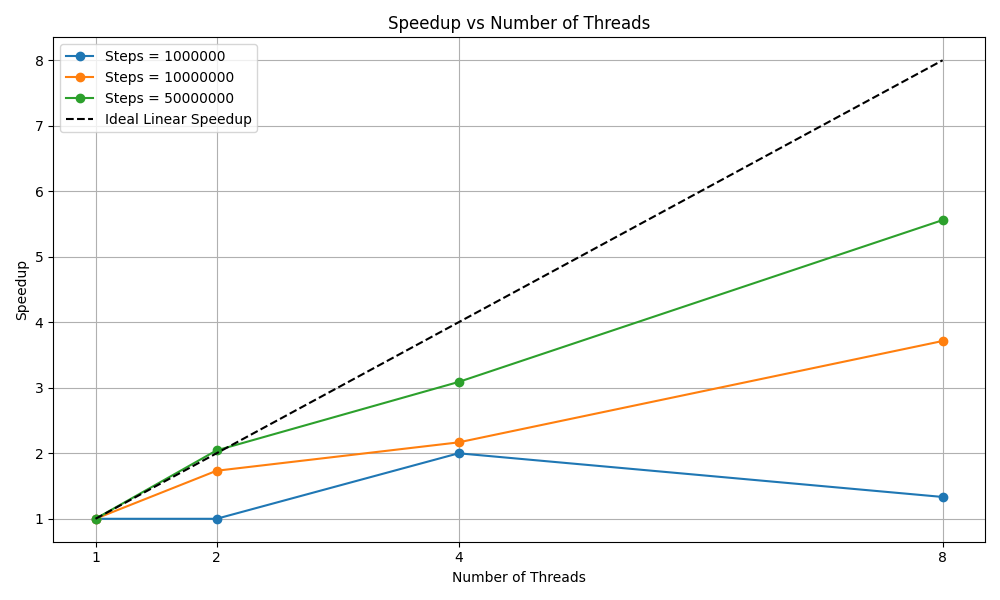 Speedup vs Number of Threads
Steps = 1000000
Steps = 10000000
Steps = 50000000
Ideal Linear Speedup
8
7
6
5
4
3
2
1
Speedup
1 2 4 8
Number of Threads